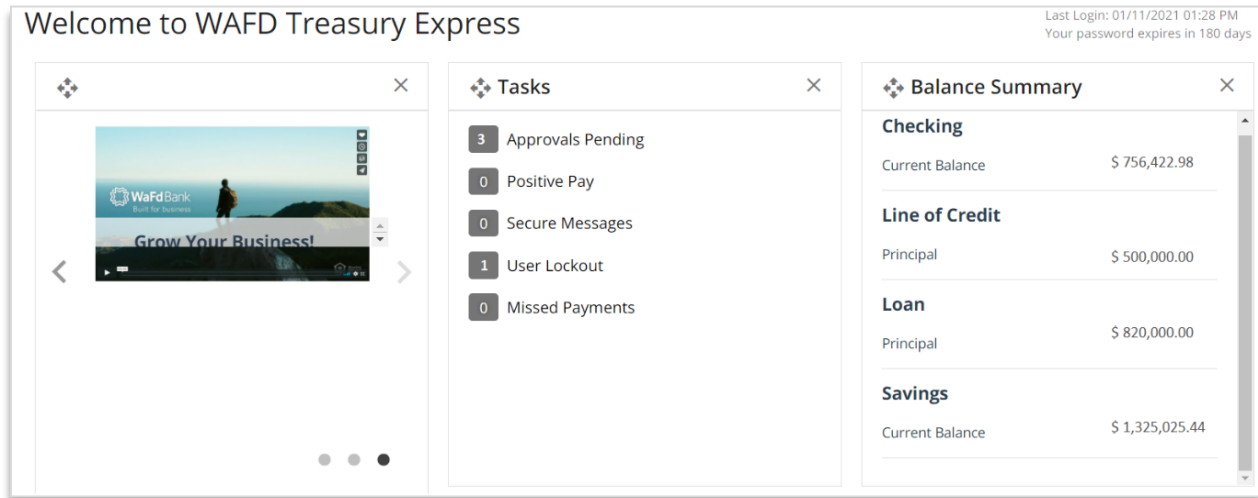 Welcome to WAFD Treasury Express
Last Login: 01/11/2021 01:28 PM
Your password expires in 180 days
WaFd Bank
Built for business
Grow Your Business!
Tasks
3 Approvals Pending
0 Positive Pay
0 Secure Messages
1 User Lockout
0 Missed Payments
Balance Summary
Checking
Current Balance $ 756,422.98
Line of Credit
Principal $ 500,000.00
Loan
Principal $ 820,000.00
Savings
Current Balance $ 1,325,025.44